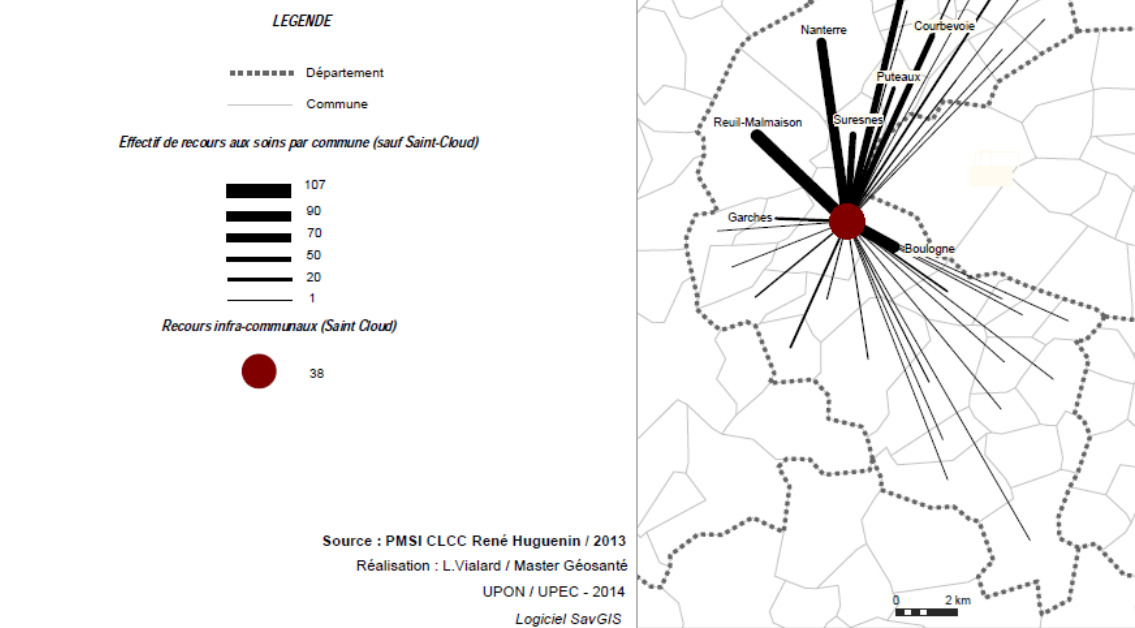 LEGENDE
Département
Commune
Effectif de recours aux soins par commune (sauf Saint-Cloud)
107
90
70
50
20
1
Recours infra-communaux (Saint Cloud)
38
Source : PMSI CLCC René Huguenin / 2013
Réalisation : L.Vialard / Master Géosanté
UPON / UPEC - 2014
Logiciel SavGIS
Nanterre
Courbevoie
Puteaux
Reuil-Malmaison
Suresnes
Garches
Boulogne
0 2 km